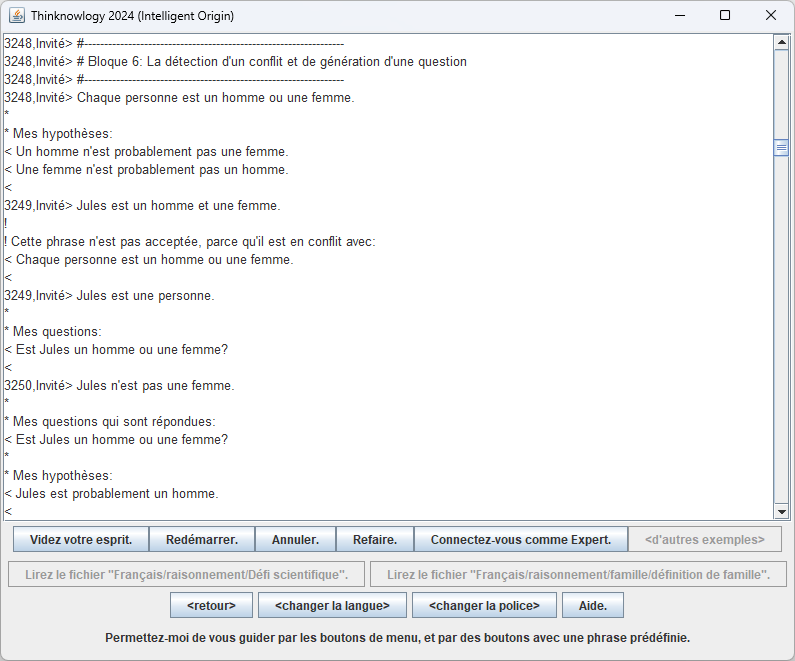 Thinknowlogy 2024 (Intelligent Origin)
3248,Invité> #-----------------------------------------------------------------
3248,Invité> # Bloque 6: La détection d'un conflit et de génération d'une question
3248,Invité> #-----------------------------------------------------------------
3248,Invité> Chaque personne est un homme ou une femme.
*
* Mes hypothèses:
< Un homme n'est probablement pas une femme.
< Une femme n'est probablement pas un homme.
<
3249,Invité> Jules est un homme et une femme.
!
! Cette phrase n'est pas acceptée, parce qu'il est en conflit avec:
< Chaque personne est un homme ou une femme.
<
3249,Invité> Jules est une personne.
*
* Mes questions:
< Est Jules un homme ou une femme?
<
3250,Invité> Jules n'est pas une femme.
*
* Mes questions qui sont répondues:
< Est Jules un homme ou une femme?
*
* Mes hypothèses:
< Jules est probablement un homme.
<
Videz votre esprit. Redémarrer. Annuler. Refaire. Connectez-vous comme Expert. <d'autres exemples>
Lirez le fichier "Français/raisonnement/Défi scientifique". Lirez le fichier "Français/raisonnement/famille/définition de famille".
<retour> <changer la langue> <changer la police> Aide.
Permettez-moi de vous guider par les boutons de menu, et par des boutons avec une phrase prédéfinie.